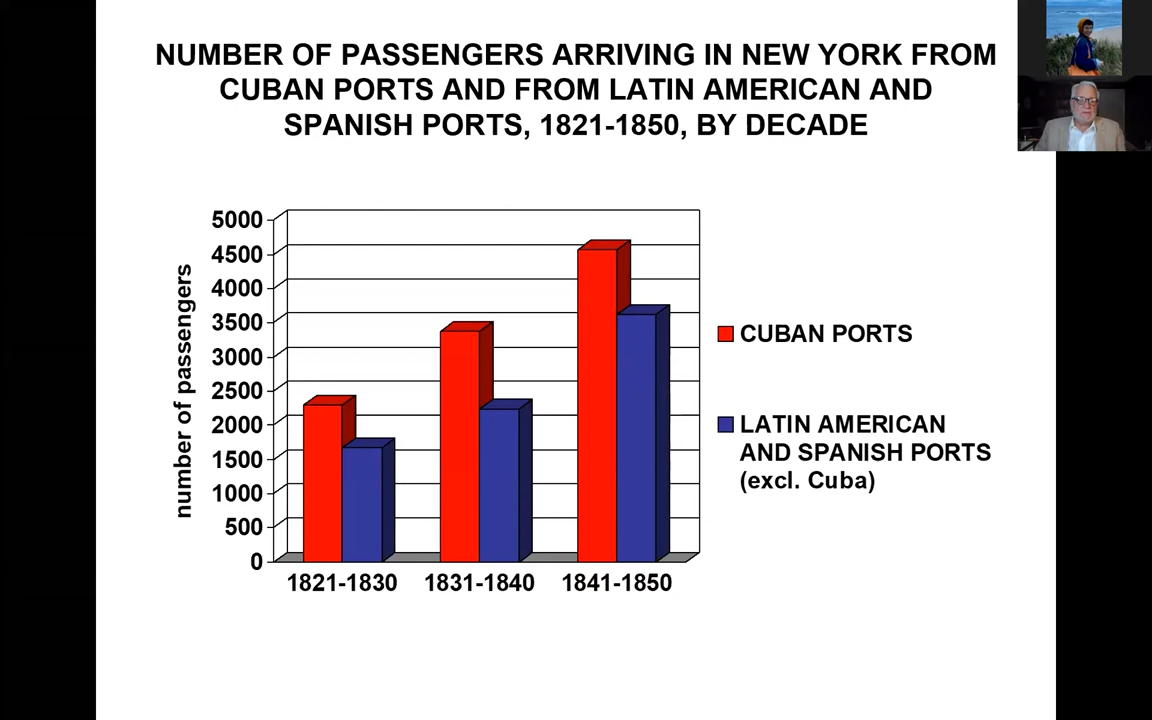 NUMBER OF PASSENGERS ARRIVING IN NEW YORK FROM
CUBAN PORTS AND FROM LATIN AMERICAN AND
SPANISH PORTS, 1821-1850, BY DECADE
number of passengers
5000
4500
4000
3500
3000
2500
2000
1500
1000
500
0
1821-1830
1831-1840
1841-1850
CUBAN PORTS
LATIN AMERICAN
AND SPANISH PORTS
(excl. Cuba)